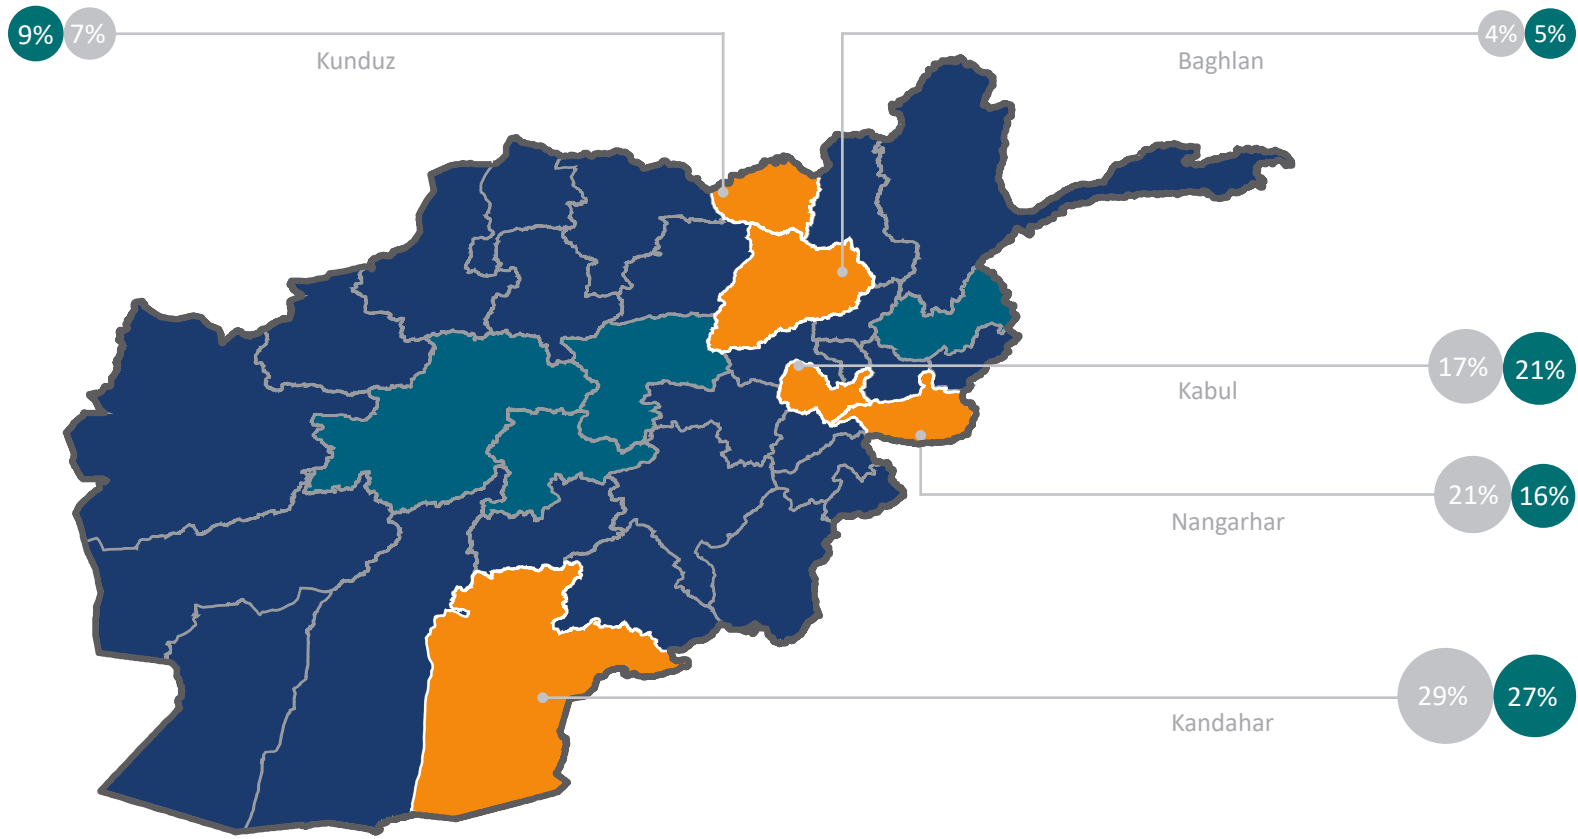 9% 7%
Kunduz
4% 5%
Baghlan
17% 21%
Kabul
21% 16%
Nangarhar
29% 27%
Kandahar